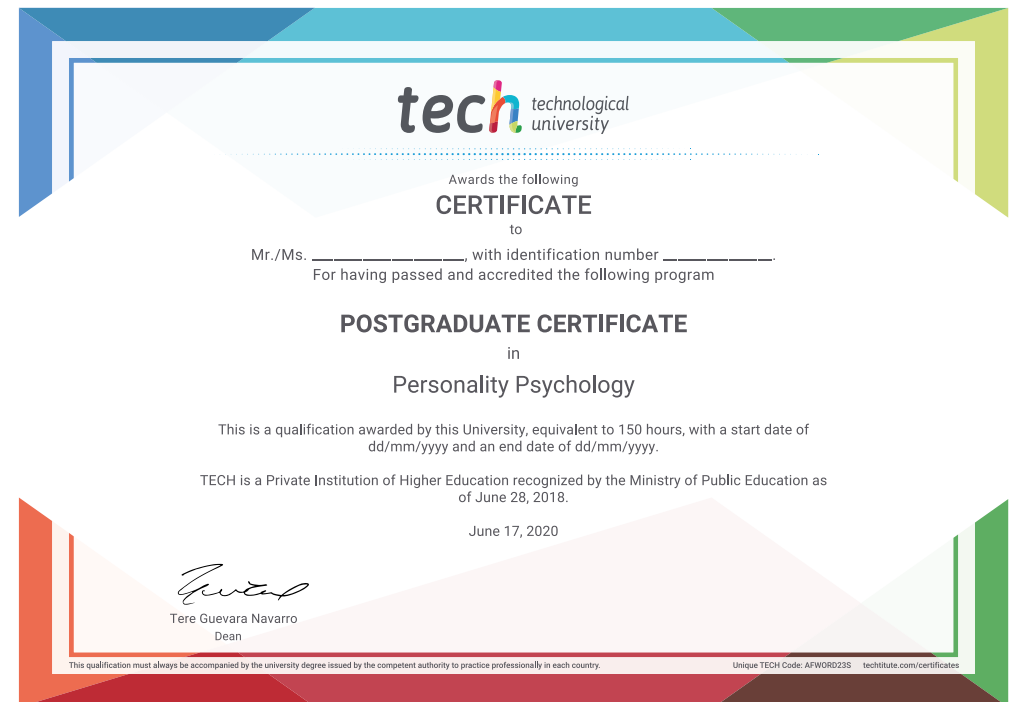 tech technological
university
Awards the following
CERTIFICATE
to
Mr./Ms. _________________, with identification number ____________.
For having passed and accredited the following program
POSTGRADUATE CERTIFICATE
in
Personality Psychology
This is a qualification awarded by this University, equivalent to 150 hours, with a start date of
dd/mm/yyyy and an end date of dd/mm/yyyy.
TECH is a Private Institution of Higher Education recognized by the Ministry of Public Education as
of June 28, 2018.
June 17, 2020
Tere Guevara Navarro
Dean
This qualification must always be accompanied by the university degree issued by the competent authority to practice professionally in each country.
Unique TECH Code: AFWORD23S techtitute.com/certificates